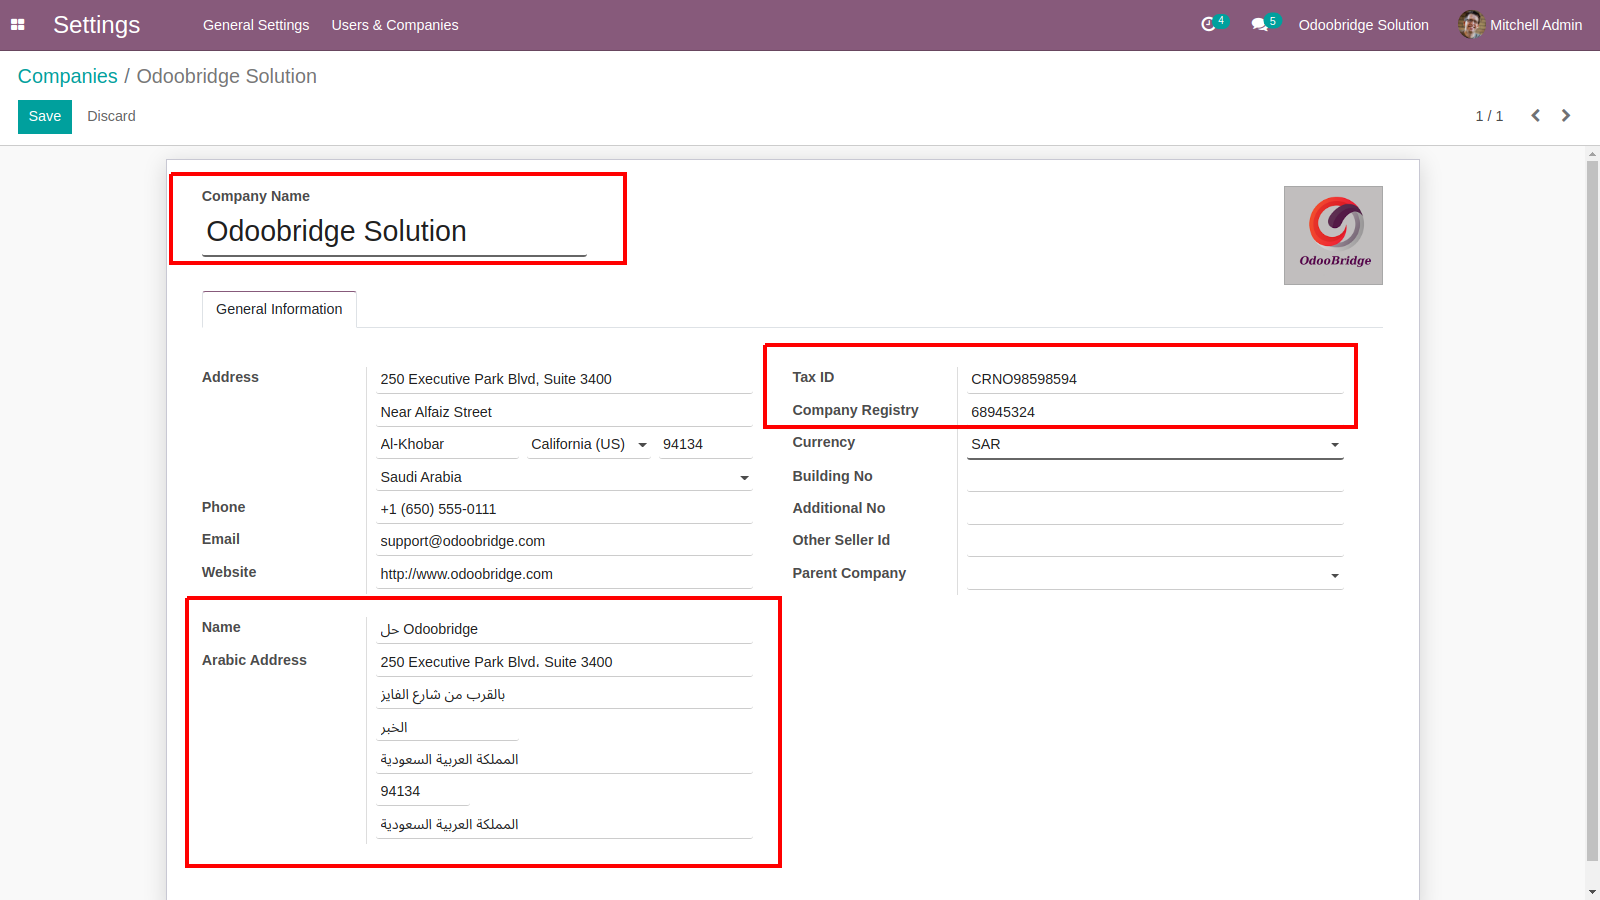 Settings General Settings Users & Companies 4 5 Odoobridge Solution Mitchell Admin
Companies / Odoobridge Solution
Save Discard 1 / 1
Company Name
Odoobridge Solution
OdooBridge
General Information
Address 250 Executive Park Blvd, Suite 3400
Near Alfaiz Street
Al-Khobar California (US) 94134
Saudi Arabia
Phone +1 (650) 555-0111
Email support@odoobridge.com
Website http://www.odoobridge.com
Tax ID CRNO98598594
Company Registry 68945324
Currency SAR
Building No
Additional No
Other Seller Id
Parent Company
Name حل Odoobridge
Arabic Address 250 Executive Park Blvd، Suite 3400
بالقرب من شارع الفايز
الخبر
المملكة العربية السعودية
94134
المملكة العربية السعودية